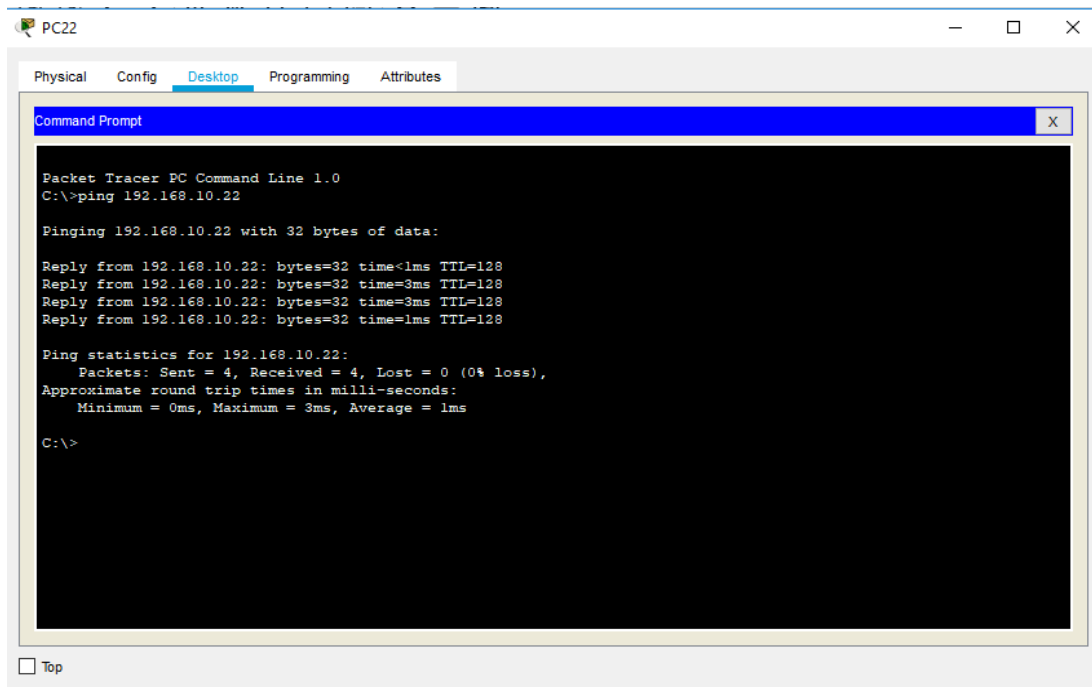 PC22
Physical Config Desktop Programming Attributes
Command Prompt
X
Packet Tracer PC Command Line 1.0
C:\>ping 192.168.10.22
Pinging 192.168.10.22 with 32 bytes of data:
Reply from 192.168.10.22: bytes=32 time<1ms TTL=128
Reply from 192.168.10.22: bytes=32 time=3ms TTL=128
Reply from 192.168.10.22: bytes=32 time=3ms TTL=128
Reply from 192.168.10.22: bytes=32 time=1ms TTL=128
Ping statistics for 192.168.10.22:
Packets: Sent = 4, Received = 4, Lost = 0 (0% loss),
Approximate round trip times in milli-seconds:
Minimum = 0ms, Maximum = 3ms, Average = 1ms
C:\>
Top